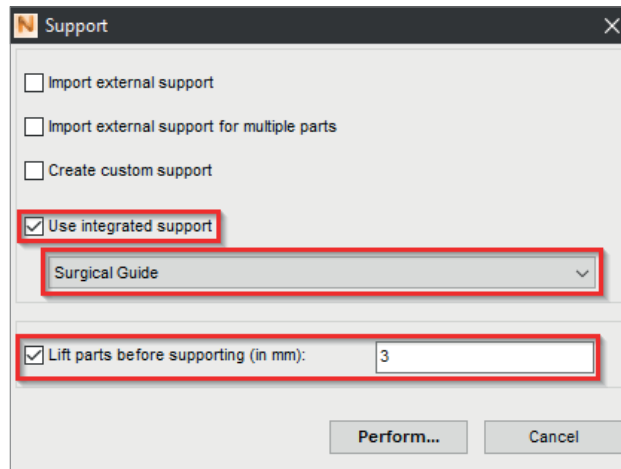 Support
Import external support
Import external support for multiple parts
Create custom support
Use integrated support
Surgical Guide
Lift parts before supporting (in mm): 3
Perform... Cancel